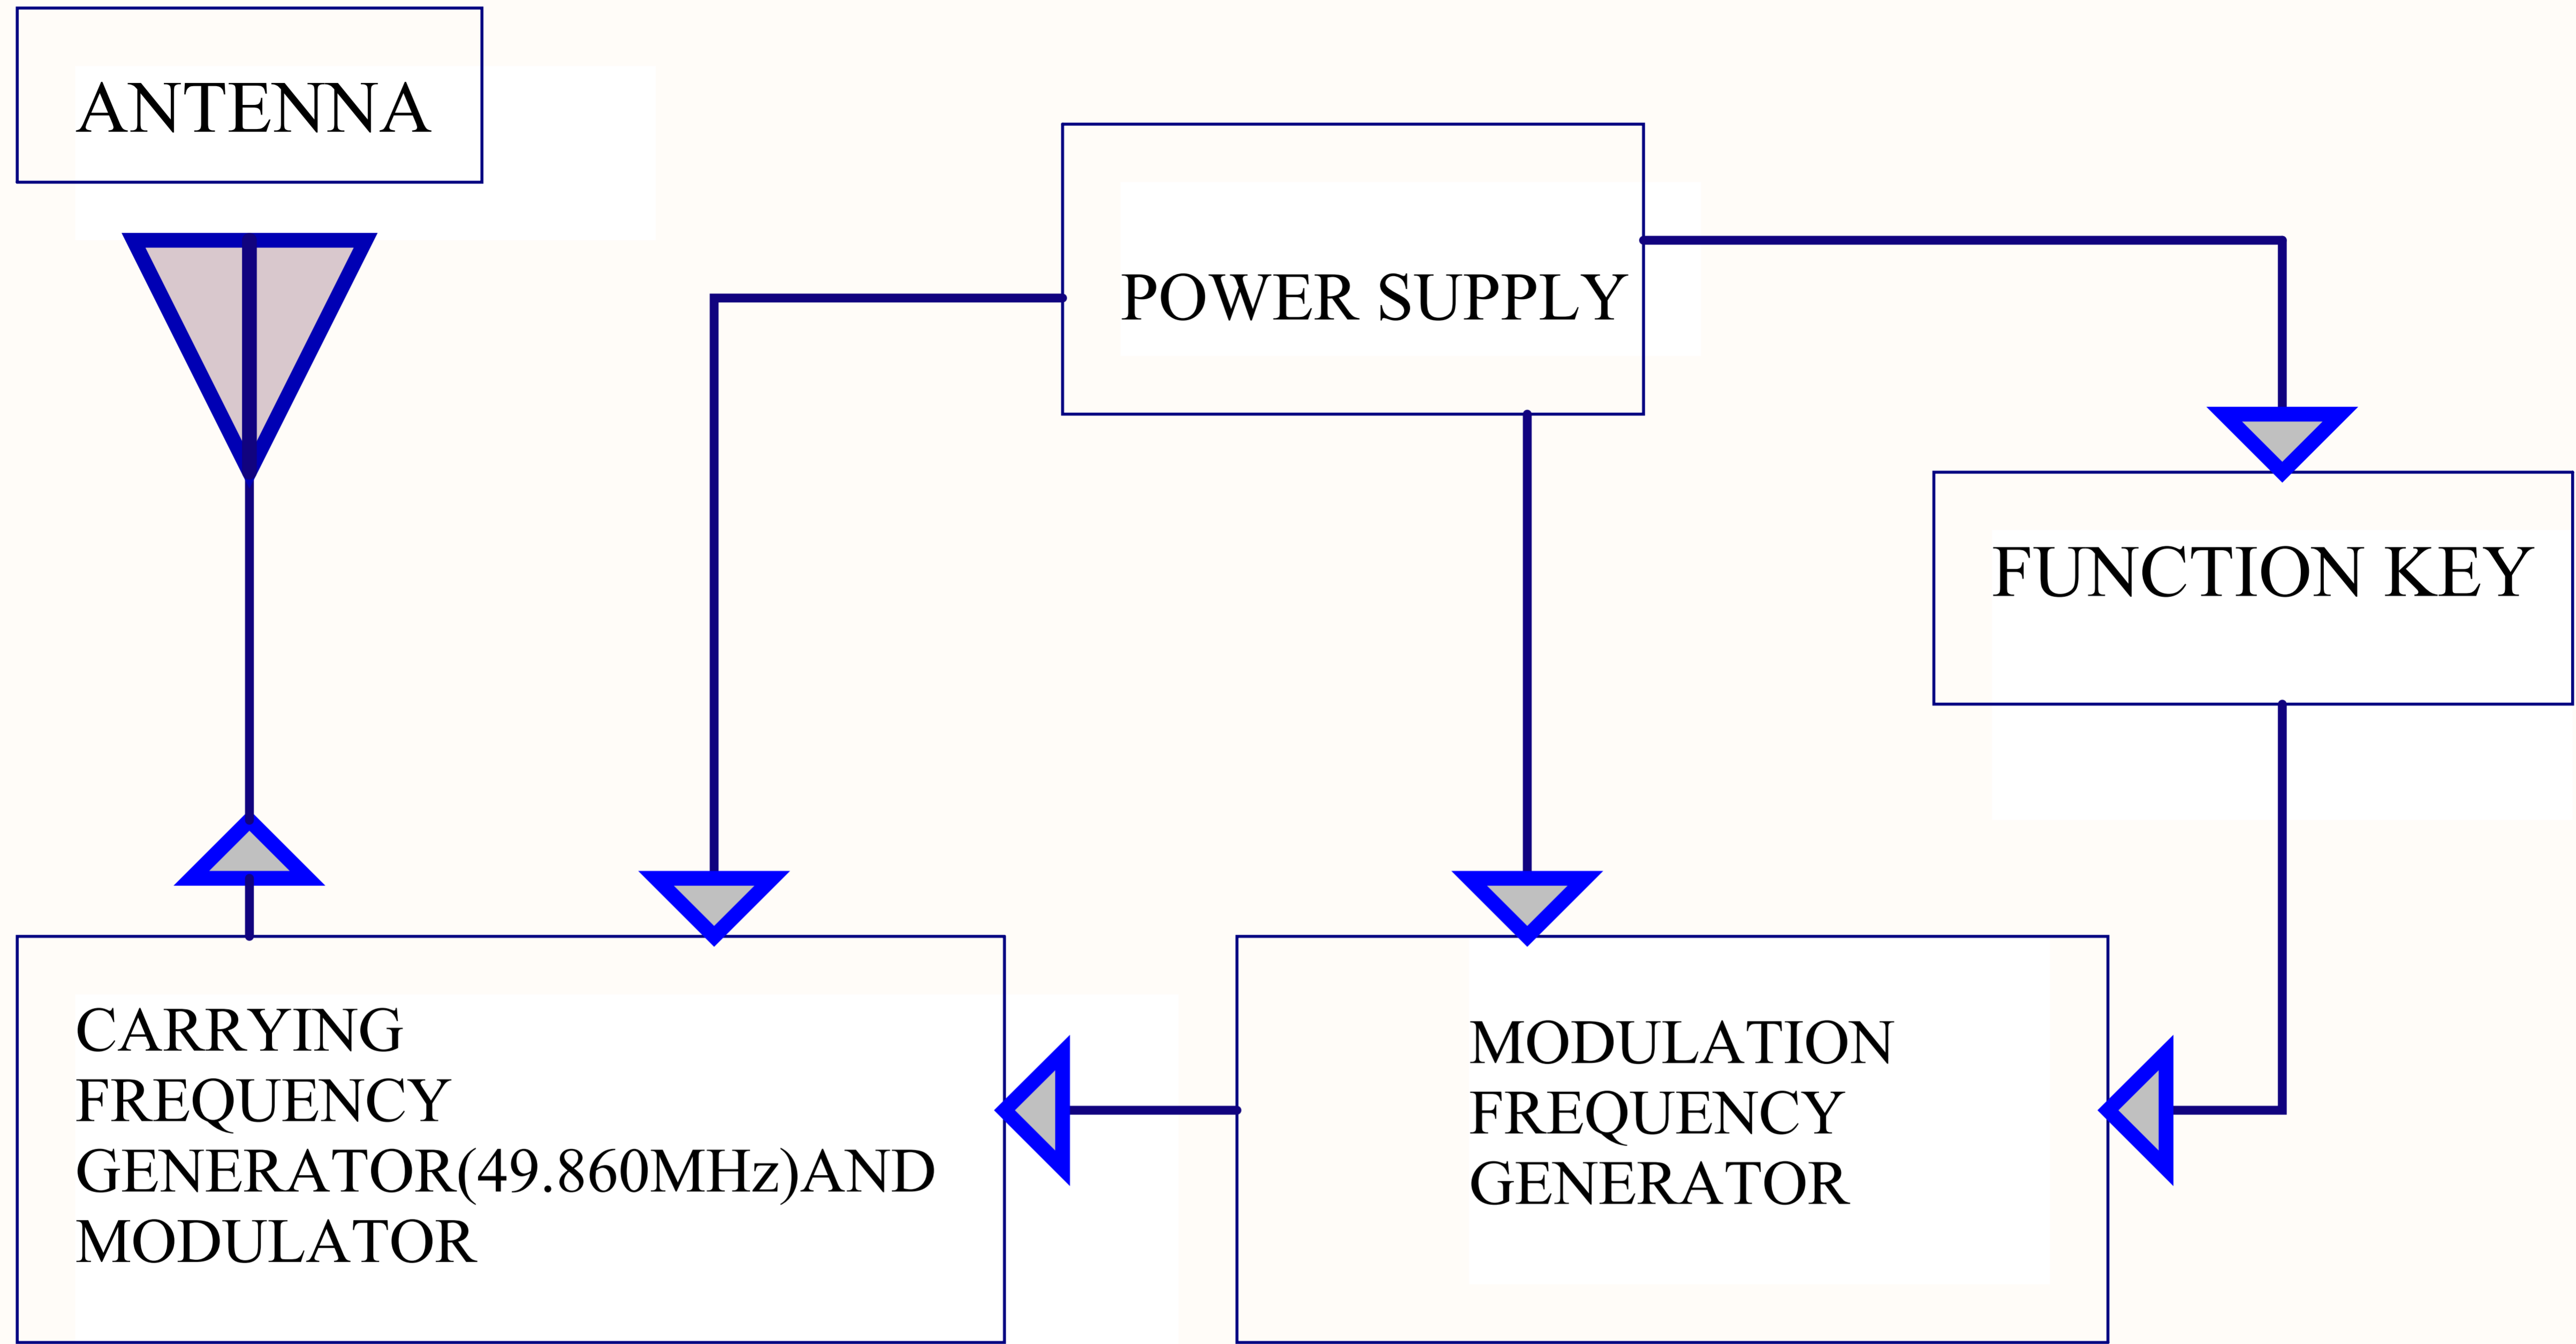 ANTENNA
POWER SUPPLY
FUNCTION KEY
CARRYING
FREQUENCY
GENERATOR(49.860MHz)AND
MODULATOR
MODULATION
FREQUENCY
GENERATOR